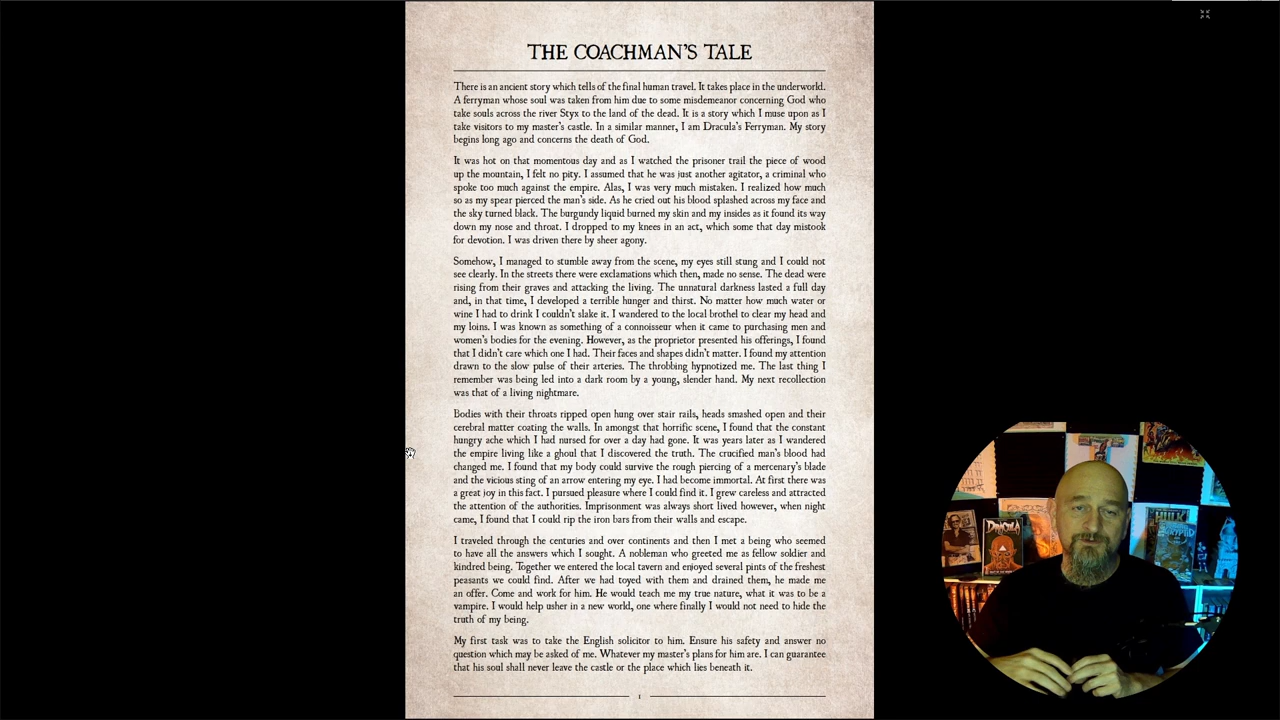 THE COACHMAN'S TALE
There is an ancient story which tells of the final human travel. It takes place in the underworld.
A ferryman whose soul was taken from him due to some misdemeanor concerning God who
take souls across the river Styx to the land of the dead. It is a story which I muse upon as I
take visitors to my master's castle. In a similar manner, I am Dracula's Ferryman. My story
begins long ago and concerns the death of God.
It was hot on that momentous day and as I watched the prisoner trail the piece of wood
up the mountain, I felt no pity. I assumed that he was just another agitator, a criminal who
spoke too much against the empire. Alas, I was very much mistaken. I realized how much
so as my spear pierced the man's side. As he cried out his blood splashed across my face and
the sky turned black. The burgundy liquid burned my skin and my insides as it found its way
down my nose and throat. I dropped to my knees in an act, which some that day mistook
for devotion. I was driven there by sheer agony.
Somehow, I managed to stumble away from the scene, my eyes still stung and I could not
see clearly. In the streets there were exclamations which then, made no sense. The dead were
rising from their graves and attacking the living. The unnatural darkness lasted a full day
and, in that time, I developed a terrible hunger and thirst. No matter how much water or
wine I had to drink I couldn't slake it. I wandered to the local brothel to clear my head and
my loins. I was known as something of a connoisseur when it came to purchasing men and
women's bodies for the evening. However, as the proprietor presented his offerings, I found
that I didn't care which one I had. Their faces and shapes didn't matter. I found my attention
drawn to the slow pulse of their arteries. The throbbing hypnotized me. The last thing I
remember was being led into a dark room by a young, slender hand. My next recollection
was that of a living nightmare.
Bodies with their throats ripped open hung over stair rails, heads smashed open and their
cerebral matter coating the walls. In amongst that horrific scene, I found that the constant
hungry ache which I had nursed for over a day had gone. It was years later as I wandered
the empire living like a ghoul that I discovered the truth. The crucified man's blood had
changed me. I found that my body could survive the rough piercing of a mercenary's blade
and the vicious sting of an arrow entering my eye. I had become immortal. At first there was
a great joy in this fact. I pursued pleasure where I could find it. I grew careless and attracted
the attention of the authorities. Imprisonment was always short lived however, when night
came, I found that I could rip the iron bars from their walls and escape.
I traveled through the centuries and over continents and then I met a being who seemed
to have all the answers which I sought. A nobleman who greeted me as fellow soldier and
kindred being. Together we entered the local tavern and enjoyed several pints of the freshest
peasants we could find. After we had toyed with them and drained them, he made me
an offer. Come and work for him. He would teach me my true nature, what it was to be a
vampire. I would help usher in a new world, one where finally I would not need to hide the
truth of my being.
My first task was to take the English solicitor to him. Ensure his safety and answer no
question which may be asked of me. Whatever my master's plans for him are. I can guarantee
that his soul shall never leave the castle or the place which lies beneath it.
1
DRACULA
HULK